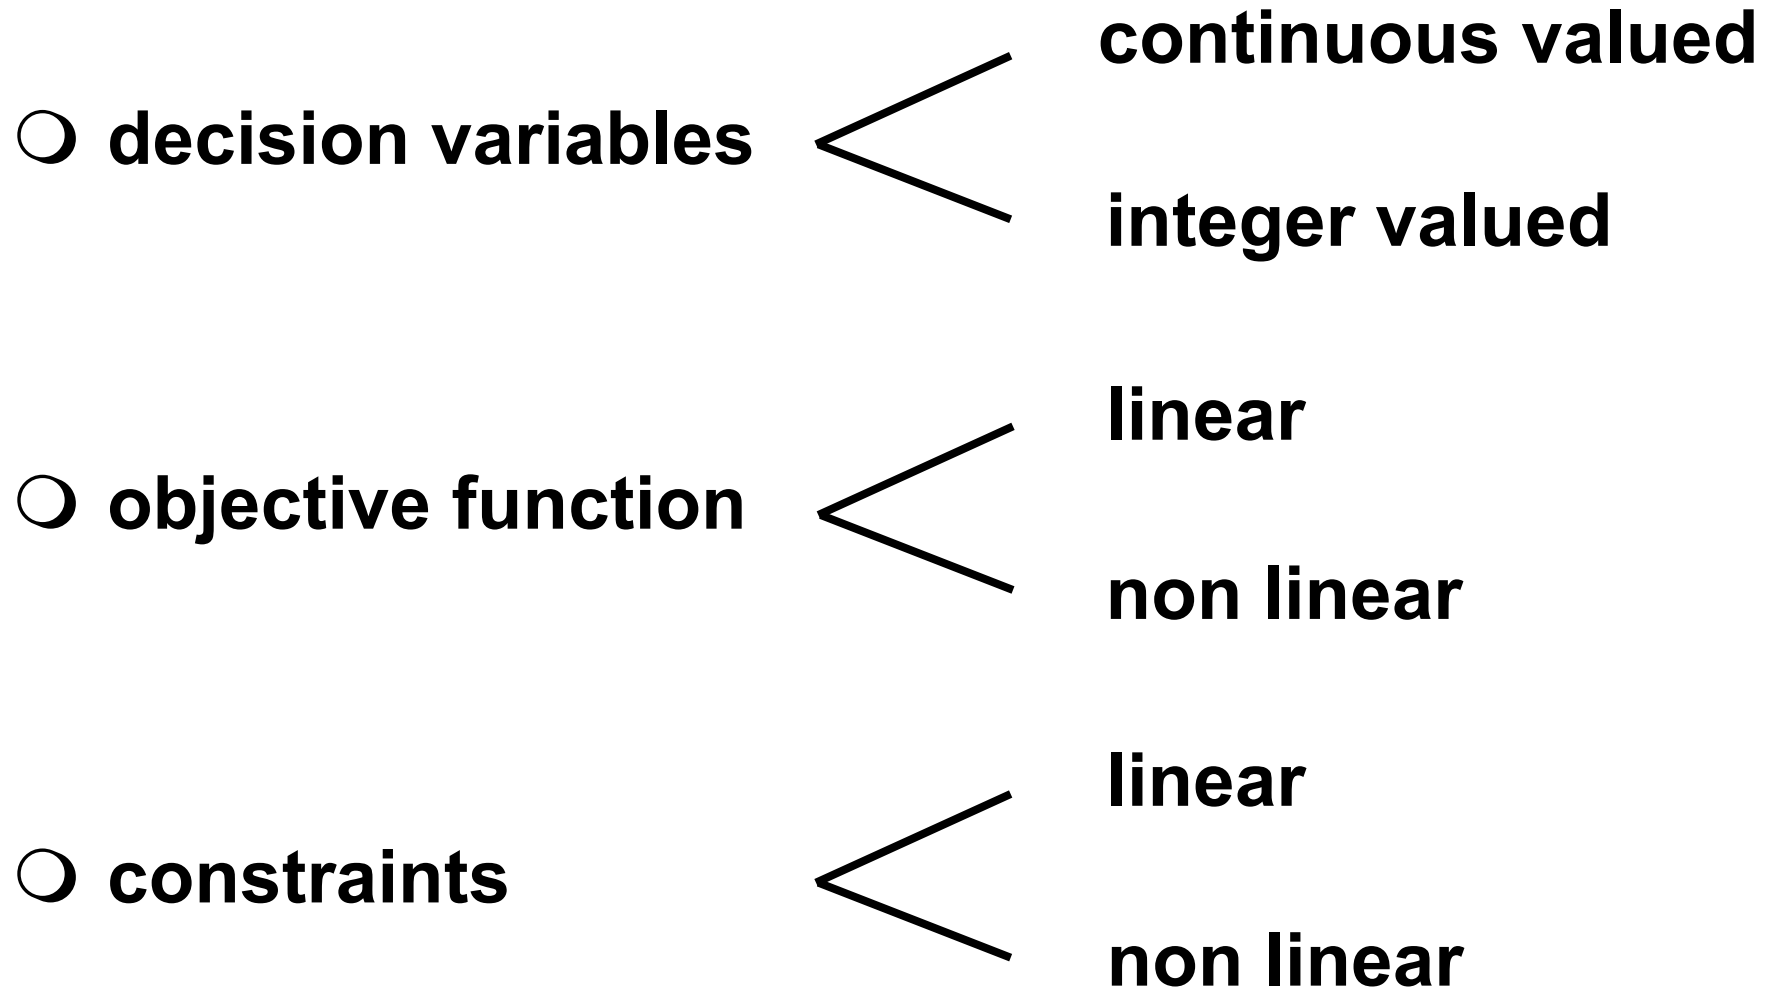 continuous valued
decision variables
integer valued
linear
objective function
non linear
linear
constraints
non linear